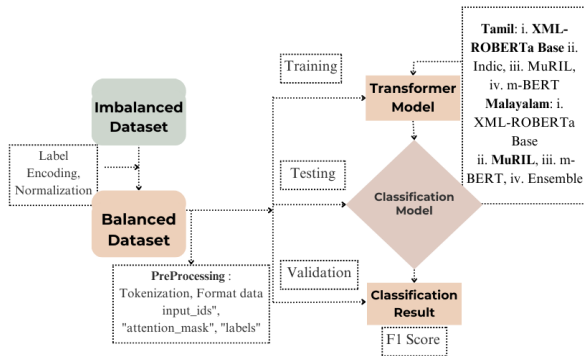 Imbalanced
Dataset
Label
Encoding,
Normalization
Balanced
Dataset
PreProcessing :
Tokenization, Format data
input_ids",
"attention_mask", "labels"
Training
Testing
Validation
Transformer
Model
Classification
Model
Classification
Result
F1 Score
Tamil: i. XML-
ROBERTa Base ii.
Indic, iii. MuRIL,
iv. m-BERT
Malayalam: i.
XML-ROBERTa
Base
ii. MuRIL, iii. m-
BERT, iv. Ensemble